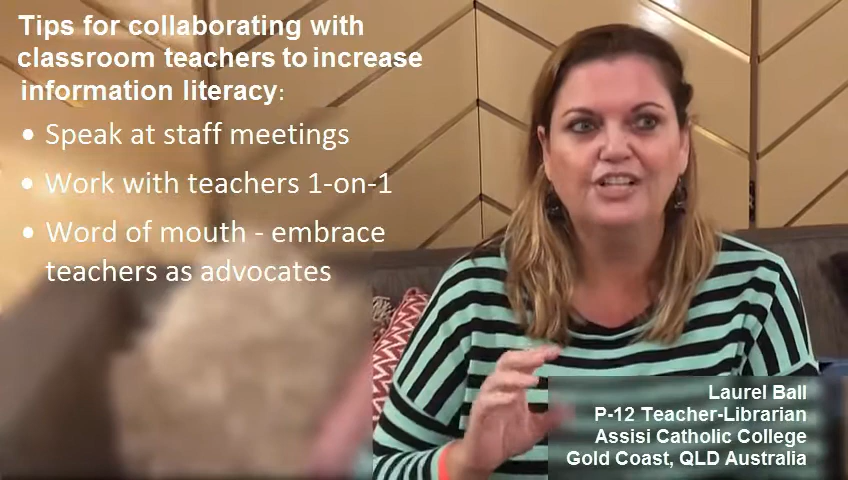 Tips for collaborating with
classroom teachers to increase
information literacy:
• Speak at staff meetings
• Work with teachers 1-on-1
• Word of mouth - embrace
teachers as advocates
Laurel Ball
P-12 Teacher-Librarian
Assisi Catholic College
Gold Coast, QLD Australia